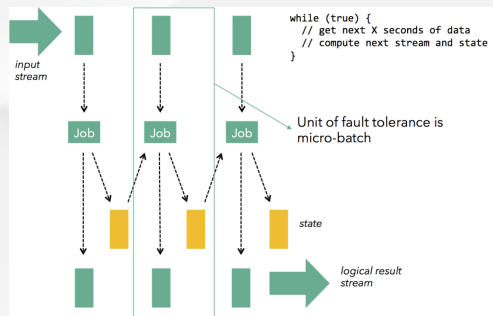 while (true) {
// get next X seconds of data
// compute next stream and state
}
input
stream
Job
Job
Job
Unit of fault tolerance is
micro-batch
state
logical result
stream